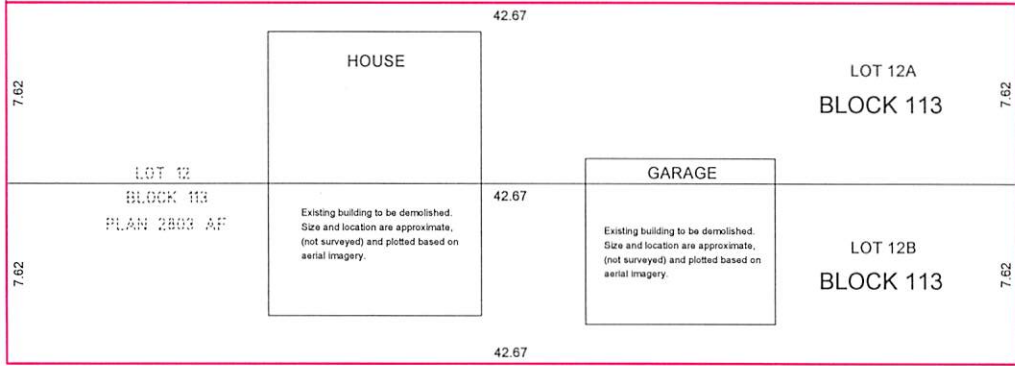 42.67
HOUSE
LOT 12A
BLOCK 113
7.62
7.62
LOT 12
BLOCK 113
PLAN 2803 AF
GARAGE
42.67
Existing building to be demolished.
Size and location are approximate,
(not surveyed) and plotted based on
aerial imagery.
Existing building to be demolished.
Size and location are approximate,
(not surveyed) and plotted based on
aerial imagery.
LOT 12B
BLOCK 113
7.62
7.62
42.67